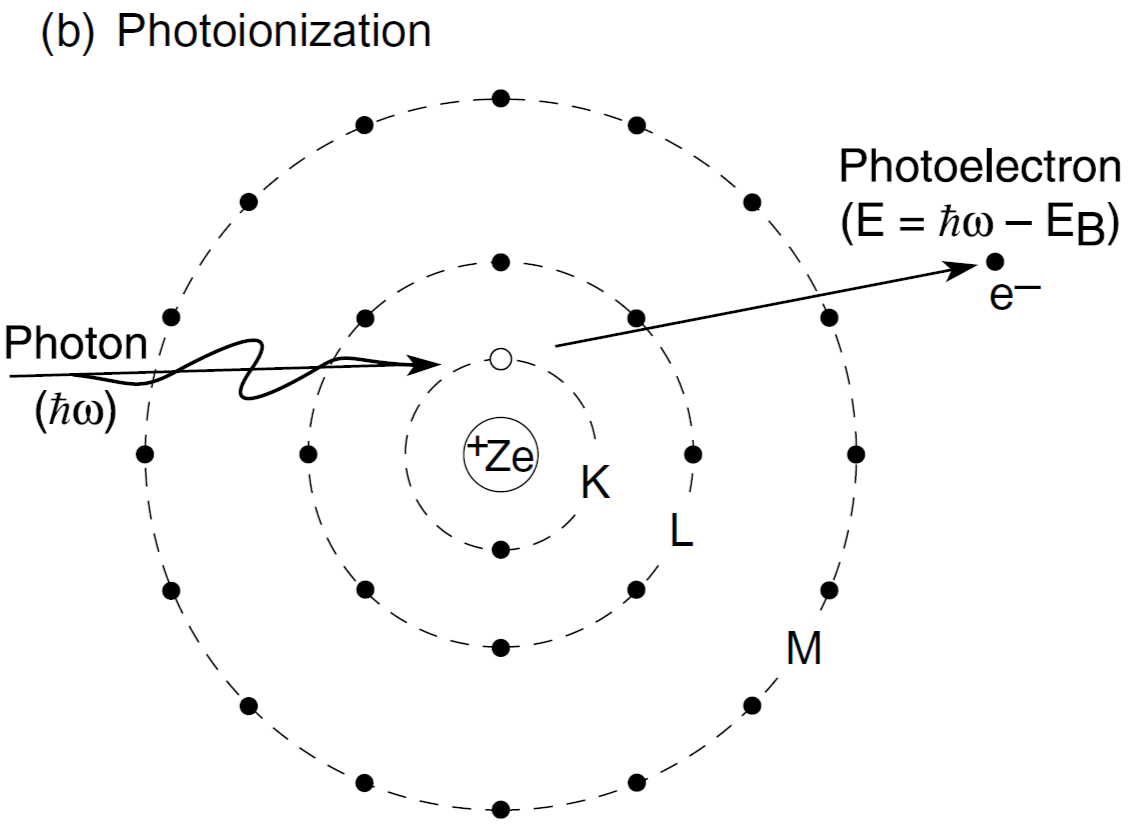 (b) Photoionization
Photoelectron
(E = ℏω – EB)
e–
Photon
(ℏω)
+Ze
K
L
M